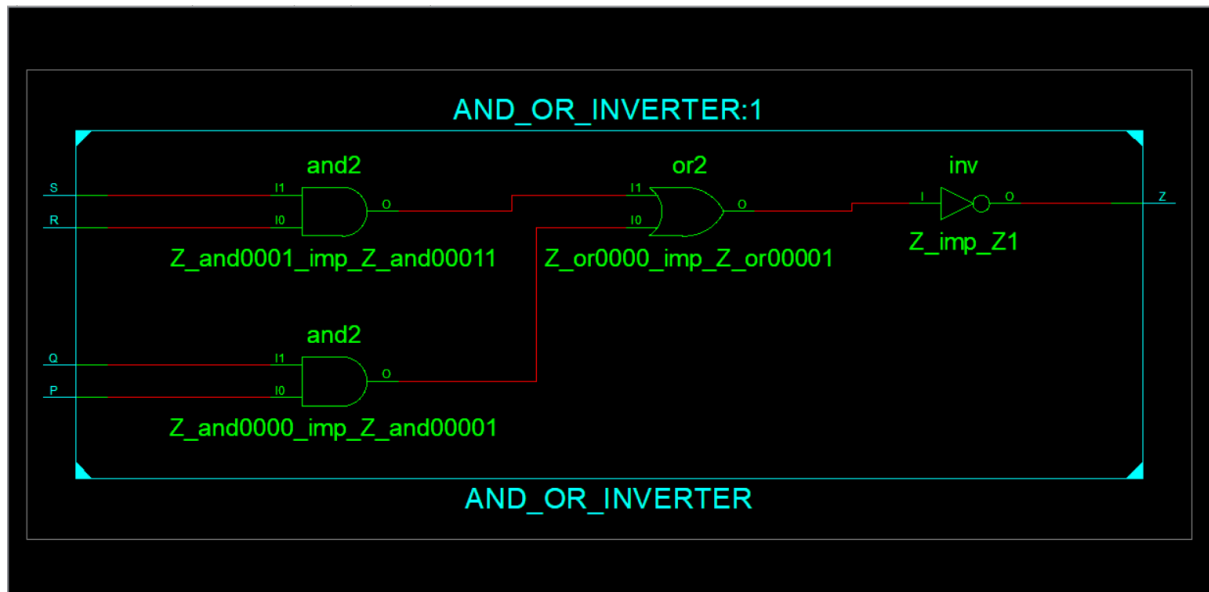 AND_OR_INVERTER:1
and2
or2
inv
S
I1
O
I1
O
I
O
Z
R
I0
I0
Z_and0001_imp_Z_and00011
Z_or0000_imp_Z_or00001
Z_imp_Z1
and2
Q
I1
O
P
I0
Z_and0000_imp_Z_and00001
AND_OR_INVERTER